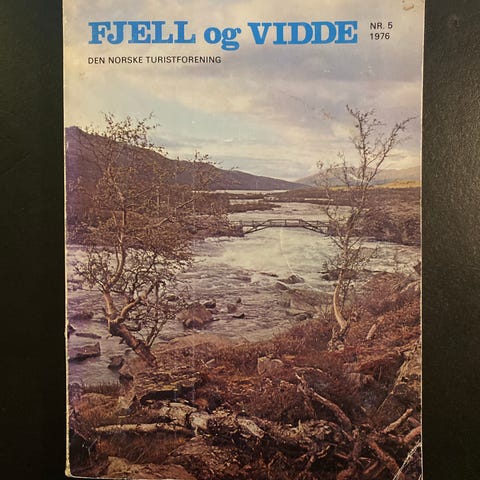 FJELL og VIDDE
NR. 5
1976
DEN NORSKE TURISTFORENING